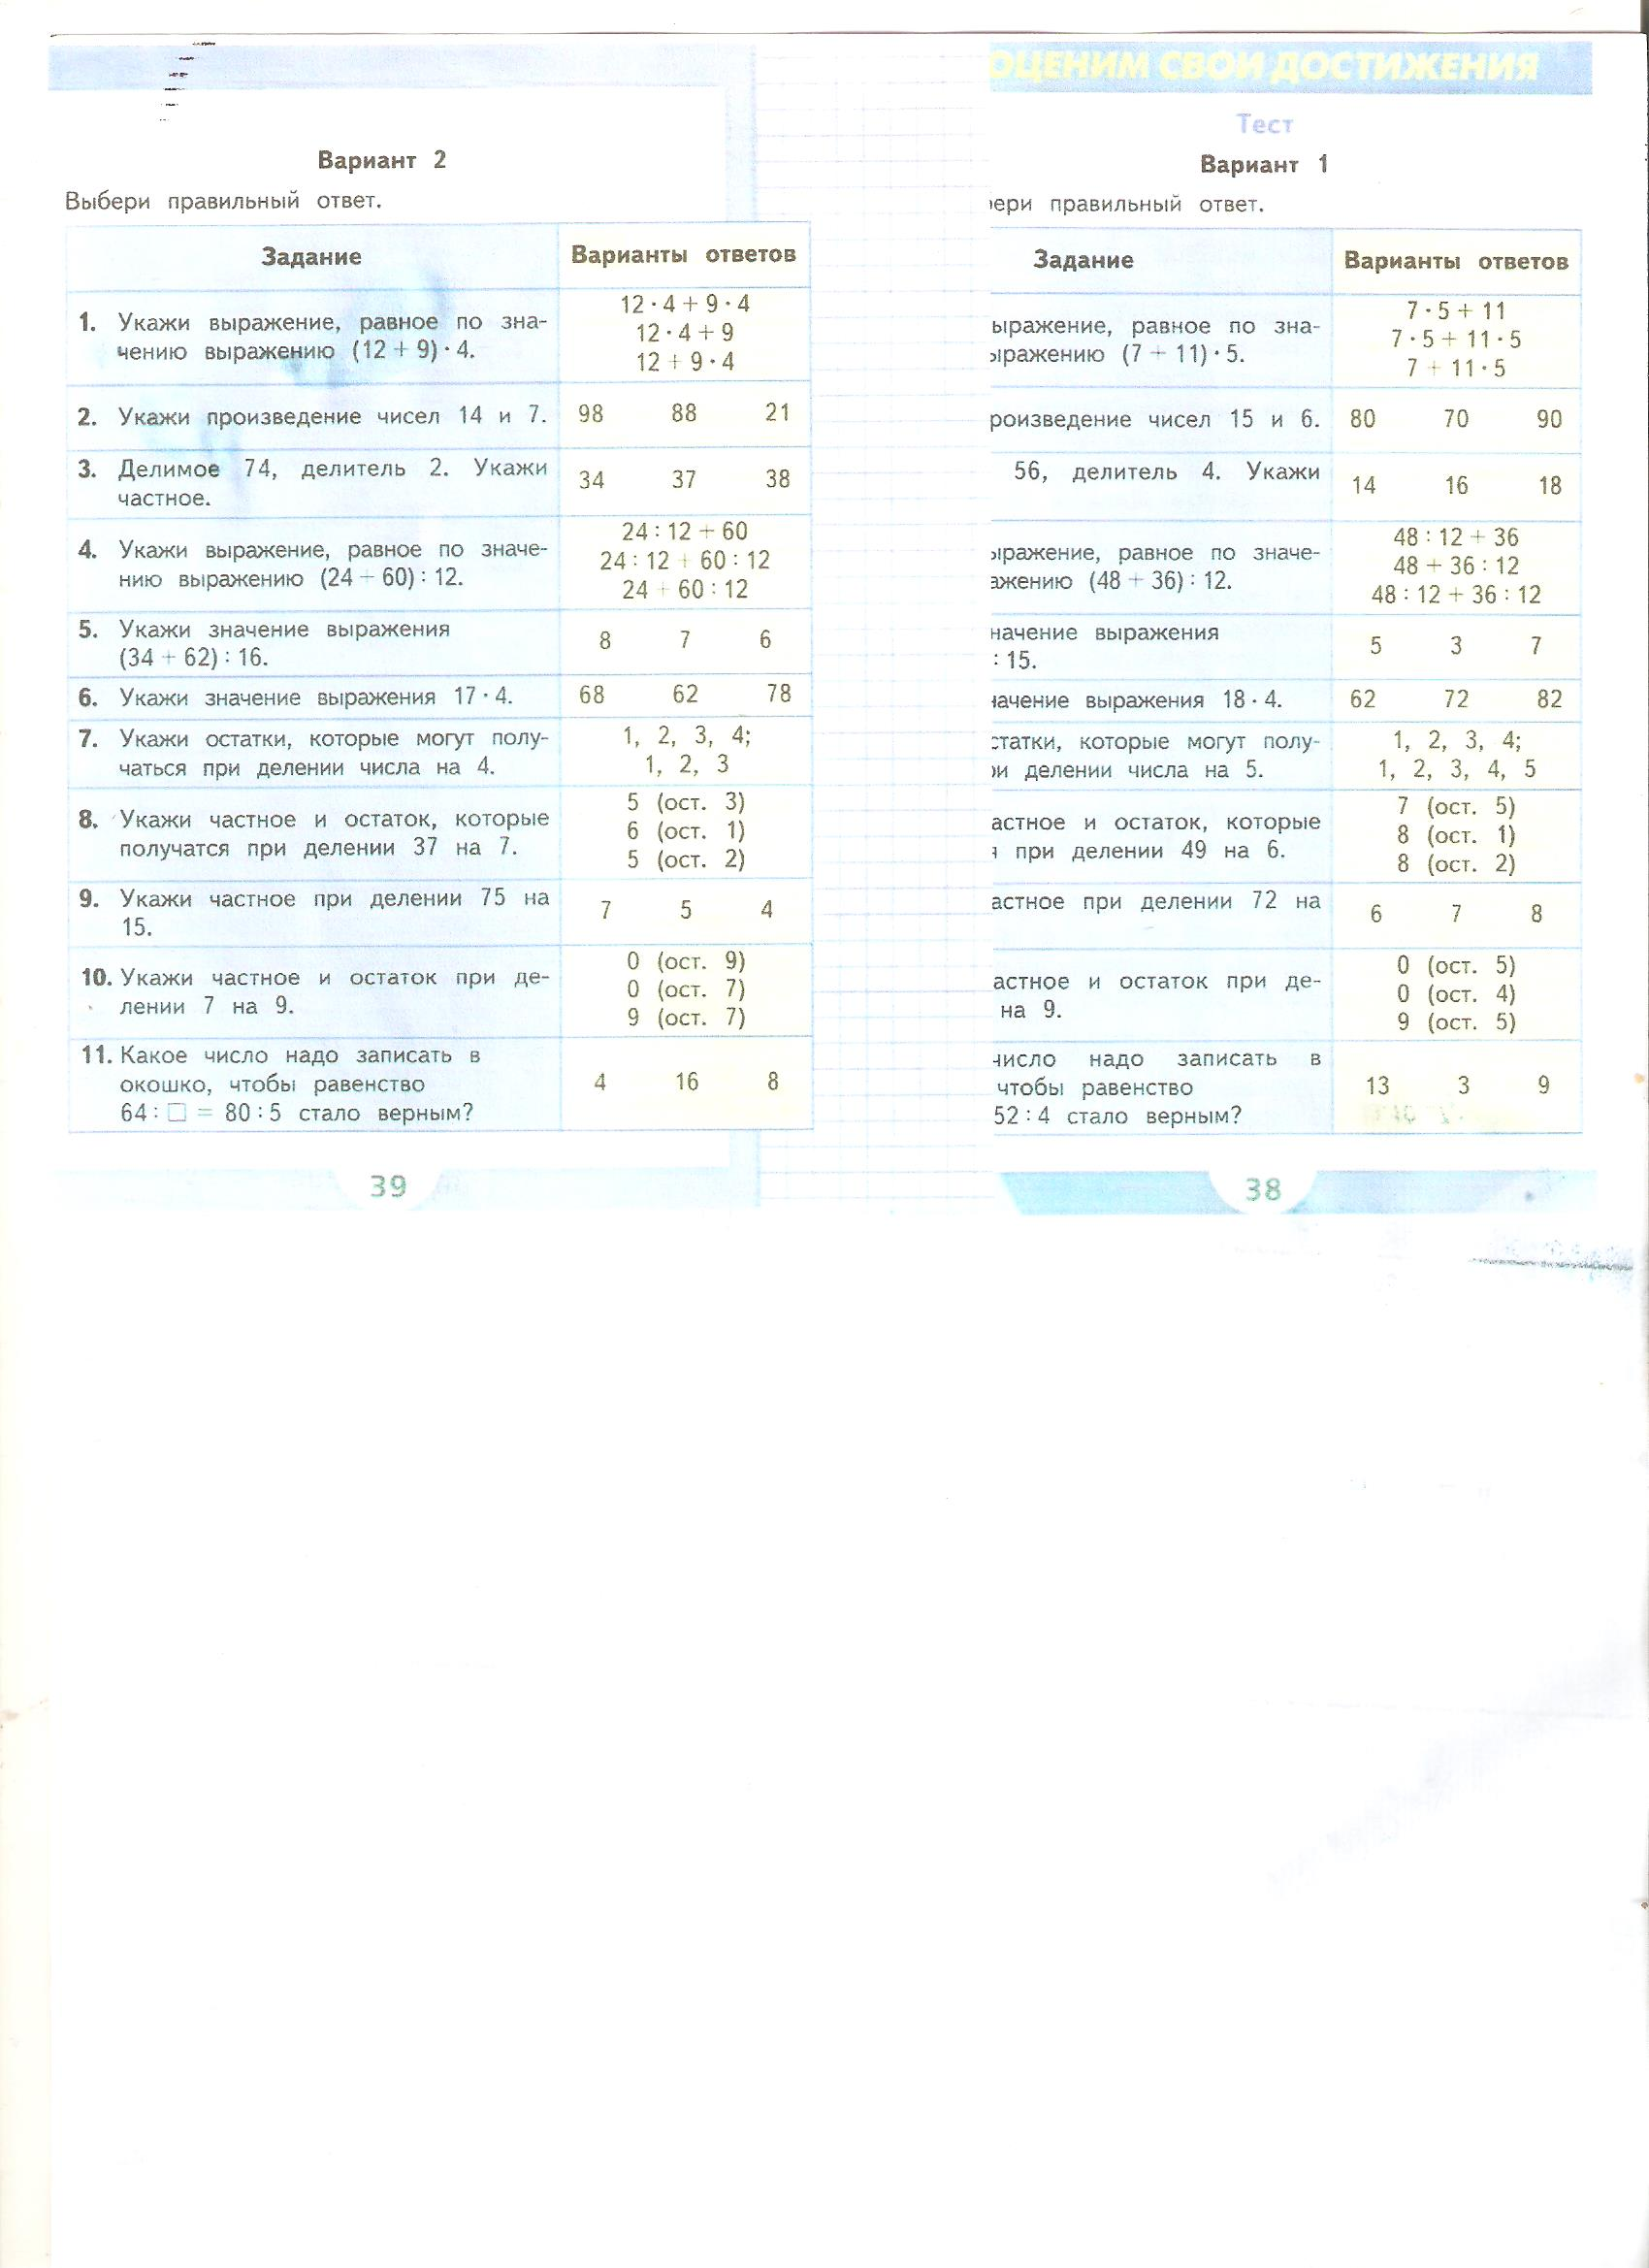 Вариант 2
Выбери правильный ответ.
Задание
Варианты ответов
1. Укажи выражение, равное по зна-
чению выражению (12 + 9) · 4.
12 · 4 + 9 · 4
12 · 4 + 9
12 + 9 · 4
2. Укажи произведение чисел 14 и 7.
98 88 21
3. Делимое 74, делитель 2. Укажи
частное.
34 37 38
4. Укажи выражение, равное по значе-
нию выражению (24 + 60) : 12.
24 : 12 + 60
24 : 12 + 60 : 12
24 + 60 : 12
5. Укажи значение выражения
(34 + 62) : 16.
8 7 6
6. Укажи значение выражения 17 · 4.
68 62 78
7. Укажи остатки, которые могут полу-
чаться при делении числа на 4.
1, 2, 3, 4;
1, 2, 3
8. Укажи частное и остаток, которые
получатся при делении 37 на 7.
5 (ост. 3)
6 (ост. 1)
5 (ост. 2)
9. Укажи частное при делении 75 на
15.
7 5 4
10. Укажи частное и остаток при де-
лении 7 на 9.
0 (ост. 9)
0 (ост. 7)
9 (ост. 7)
11. Какое число надо записать в
окошко, чтобы равенство
64 : □ = 80 : 5 стало верным?
4 16 8
39
ОЦЕНИМ СВОИ ДОСТИЖЕНИЯ
Тест
Вариант 1
ери правильный ответ.
Задание
Варианты ответов
ыражение, равное по зна-
ыражению (7 + 11) · 5.
7 · 5 + 11
7 · 5 + 11 · 5
7 + 11 · 5
роизведение чисел 15 и 6.
80 70 90
56, делитель 4. Укажи
14 16 18
ыражение, равное по значе-
ажению (48 + 36) : 12.
48 : 12 + 36
48 + 36 : 12
48 : 12 + 36 : 12
начение выражения
: 15.
5 3 7
начение выражения 18 · 4.
62 72 82
статки, которые могут полу-
ри делении числа на 5.
1, 2, 3, 4;
1, 2, 3, 4, 5
астное и остаток, которые
при делении 49 на 6.
7 (ост. 5)
8 (ост. 1)
8 (ост. 2)
астное при делении 72 на
6 7 8
астное и остаток при де-
на 9.
0 (ост. 5)
0 (ост. 4)
9 (ост. 5)
число надо записать в
чтобы равенство
52 : 4 стало верным?
13 3 9
38